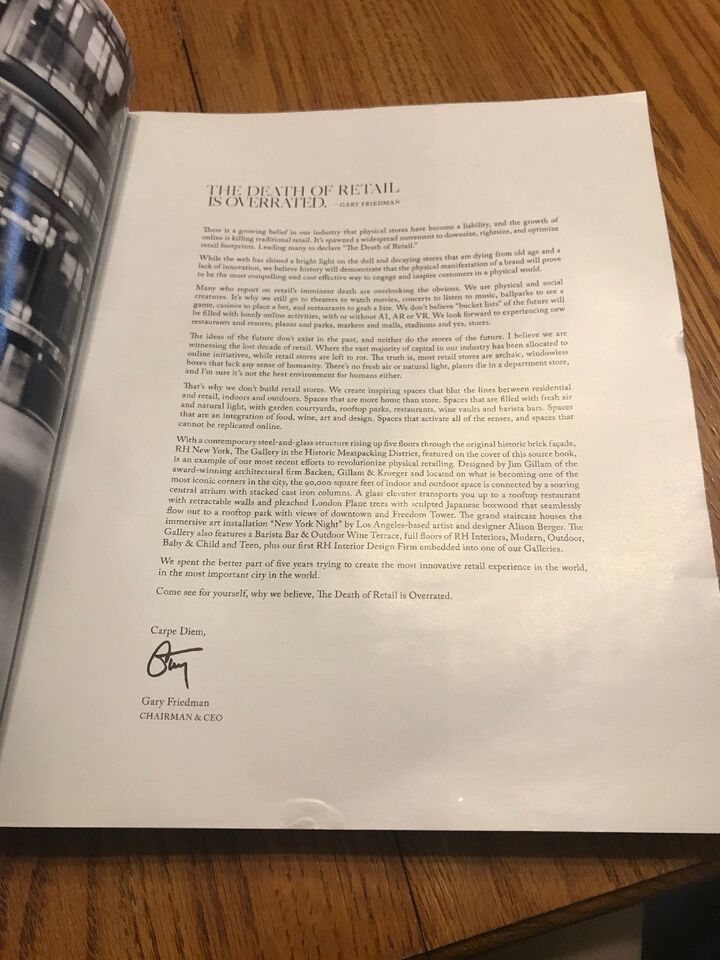 THE DEATH OF RETAIL
IS OVERRATED. - GARY FRIEDMAN
There is a growing belief in our industry that physical stores have become a liability, and the growth of
online is killing traditional retail. It's spawned a widespread movement to downsize, rightsize, and optimize
retail footprints. Leading many to declare "The Death of Retail."
While the web has shined a bright light on the dull and decaying stores that are dying from old age and a
lack of innovation, we believe history will demonstrate that the physical manifestation of a brand will prove
to be the most compelling and cost effective way to engage and inspire customers in a physical world.
Many who report on retail's imminent death are overlooking the obvious. We are physical and social
creatures. It's why we still go to theaters to watch movies, concerts to listen to music, ballparks to see a
game, casinos to place a bet, and restaurants to grab a bite. We don't believe "bucket lists" of the future will
be filled with lonely online activities, with or without AI, AR or VR. We look forward to experiencing new
restaurants and resorts, plazas and parks, markets and malls, stadiums and yes, stores.
The ideas of the future don't exist in the past, and neither do the stores of the future. I believe we are
witnessing the lost decade of retail. Where the vast majority of capital in our industry has been allocated to
online initiatives, while retail stores are left to rot. The truth is, most retail stores are archaic, windowless
boxes that lack any sense of humanity. There's no fresh air or natural light, plants die in a department store,
and I'm sure it's not the best environment for humans either.
That's why we don't build retail stores. We create inspiring spaces that blur the lines between residential
and retail, indoors and outdoors. Spaces that are more home than store. Spaces that are filled with fresh air
and natural light, with garden courtyards, rooftop parks, restaurants, wine vaults and barista bars. Spaces
that are an integration of food, wine, art and design. Spaces that activate all of the senses, and spaces that
cannot be replicated online.
With a contemporary steel-and-glass structure rising up five floors through the original historic brick façade,
RH New York, The Gallery in the Historic Meatpacking District, featured on the cover of this source book,
is an example of our most recent efforts to revolutionize physical retailing. Designed by Jim Gillam of the
award-winning architectural firm Backen, Gillam & Kroeger and located on what is becoming one of the
most iconic corners in the city, the 90,000 square feet of indoor and outdoor space is connected by a soaring
central atrium with stacked cast iron columns. A glass elevator transports you up to a rooftop restaurant
with retractable walls and pleached London Plane trees with sculpted Japanese boxwood that seamlessly
flow out to a rooftop park with views of downtown and Freedom Tower. The grand staircase houses the
immersive art installation "New York Night" by Los Angeles-based artist and designer Alison Berger. The
Gallery also features a Barista Bar & Outdoor Wine Terrace, full floors of RH Interiors, Modern, Outdoor,
Baby & Child and Teen, plus our first RH Interior Design Firm embedded into one of our Galleries.
We spent the better part of five years trying to create the most innovative retail experience in the world,
in the most important city in the world.
Come see for yourself, why we believe, The Death of Retail is Overrated.
Carpe Diem,
Gary
Gary Friedman
CHAIRMAN & CEO